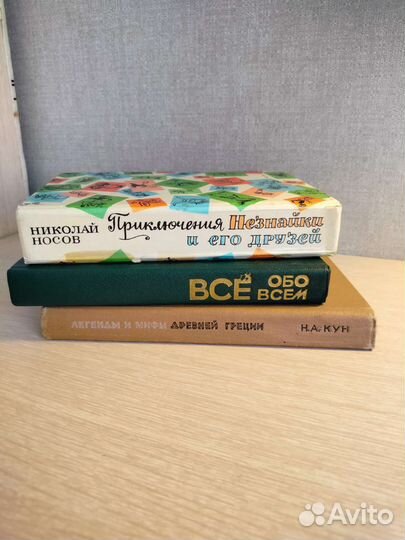 НИКОЛАЙ
НОСОВ
Приключения Незнайки
и его друзей
ВСЁ ОБО
ВСЕМ
ЛЕГЕНДЫ И МИФЫ ДРЕВНЕЙ ГРЕЦИИ Н.А. КУН
Avito